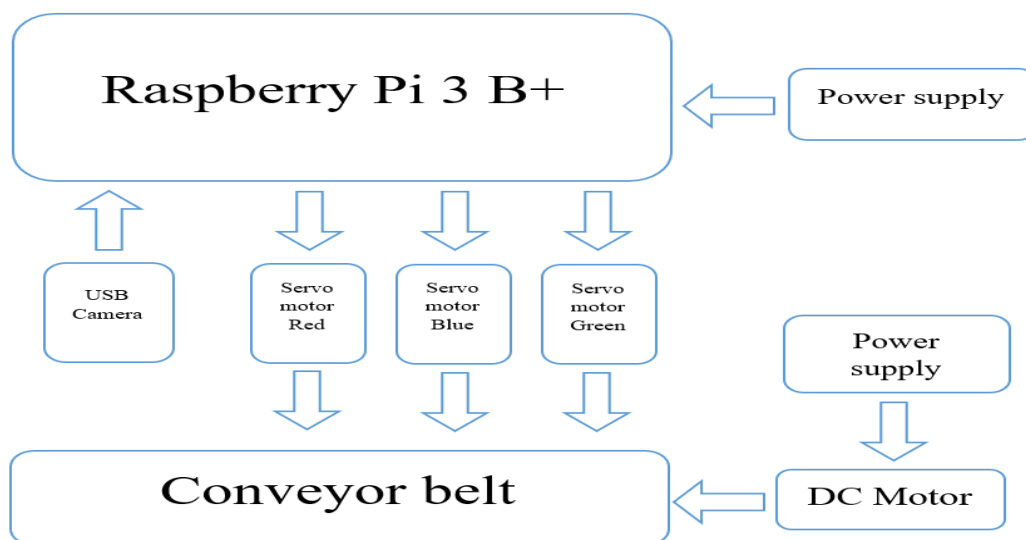 Raspberry Pi 3 B+
Power supply
USB
Camera
Servo
motor
Red
Servo
motor
Blue
Servo
motor
Green
Power
supply
Conveyor belt
DC Motor